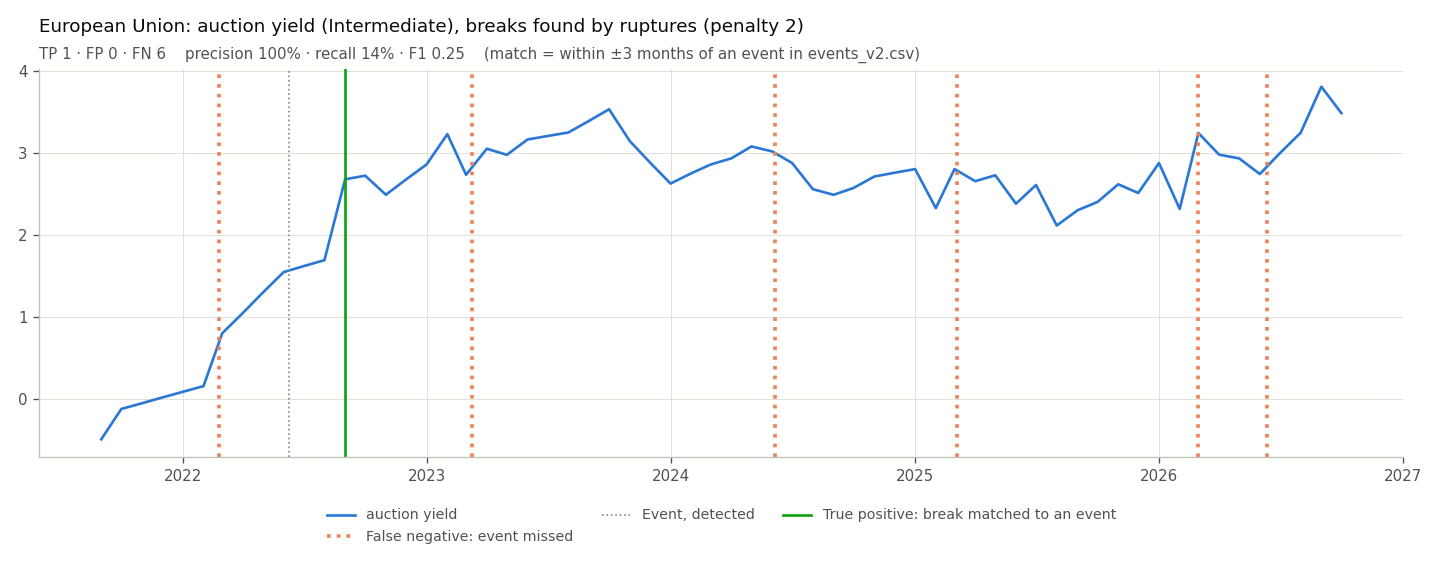 European Union: auction yield (Intermediate), breaks found by ruptures (penalty 2)
TP 1 · FP 0 · FN 6    precision 100% · recall 14% · F1 0.25    (match = within ±3 months of an event in events_v2.csv)
4
3
2
1
0
2022 2023 2024 2025 2026 2027
auction yield
False negative: event missed
Event, detected
True positive: break matched to an event